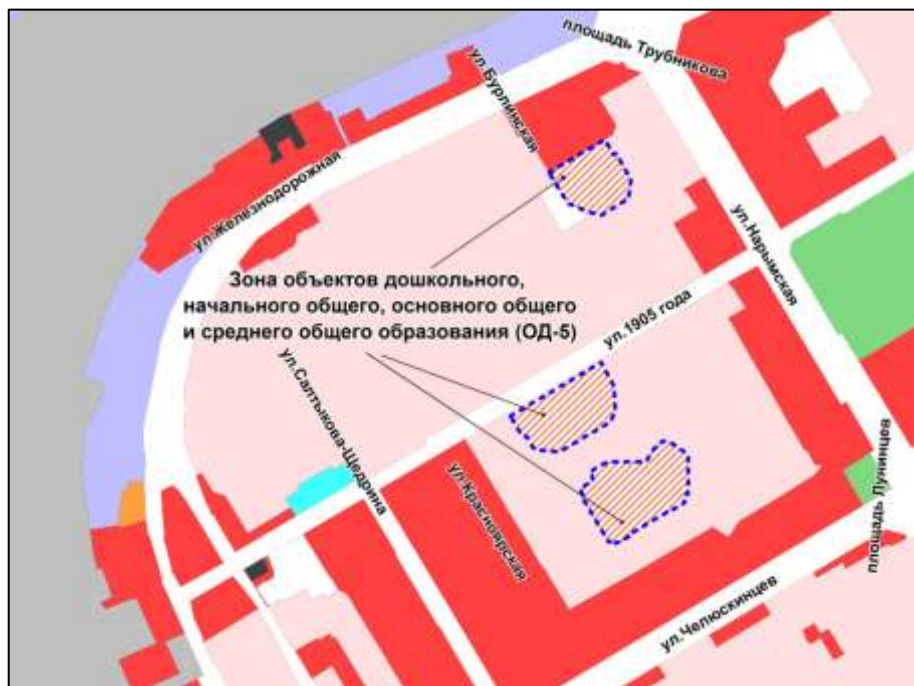 площадь Трубникова
ул.Бурлинская
ул.Железнодорожная
ул.Нарымская
Зона объектов дошкольного,
начального общего, основного общего
и среднего общего образования (ОД-5)
ул.1905 года
ул.Салтыкова-Щедрина
ул.Красноярская
площадь Лунинцев
ул.Челюскинцев